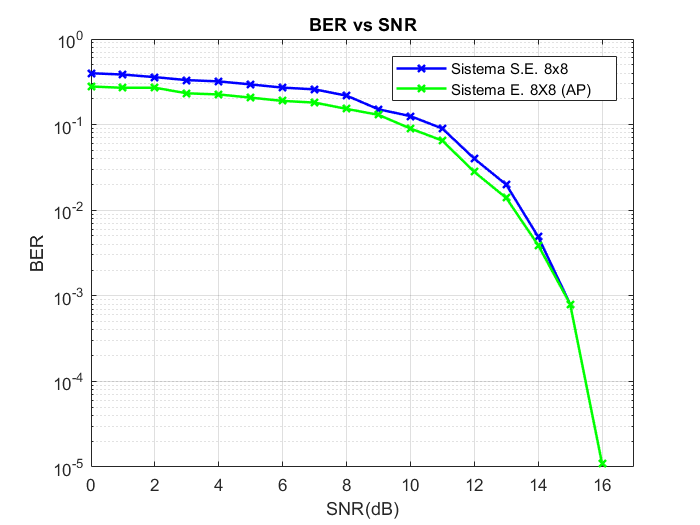 BER vs SNR
Sistema S.E. 8x8
Sistema E. 8X8 (AP)
10^0
10^-1
10^-2
10^-3
10^-4
10^-5
BER
0 2 4 6 8 10 12 14 16
SNR(dB)